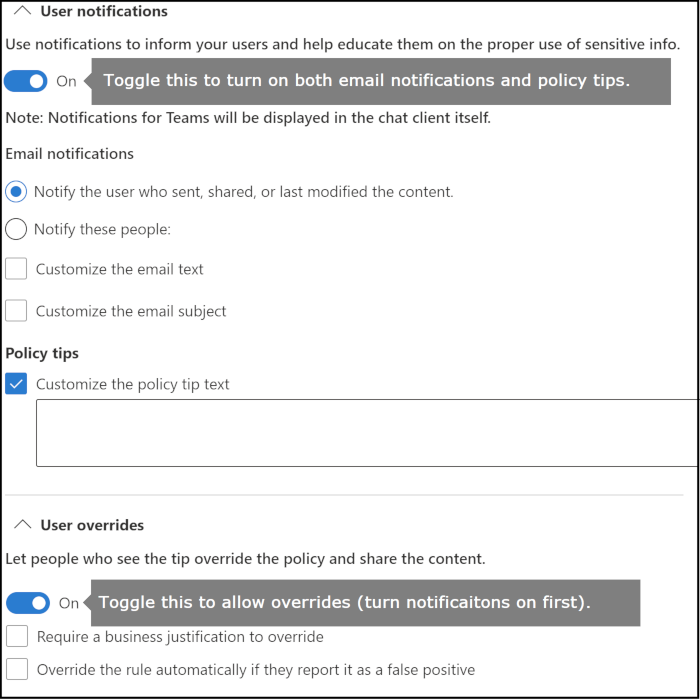 User notifications
Use notifications to inform your users and help educate them on the proper use of sensitive info.
On
Toggle this to turn on both email notifications and policy tips.
Note: Notifications for Teams will be displayed in the chat client itself.
Email notifications
Notify the user who sent, shared, or last modified the content.
Notify these people:
Customize the email text
Customize the email subject
Policy tips
Customize the policy tip text
User overrides
Let people who see the tip override the policy and share the content.
On
Toggle this to allow overrides (turn notificaitons on first).
Require a business justification to override
Override the rule automatically if they report it as a false positive